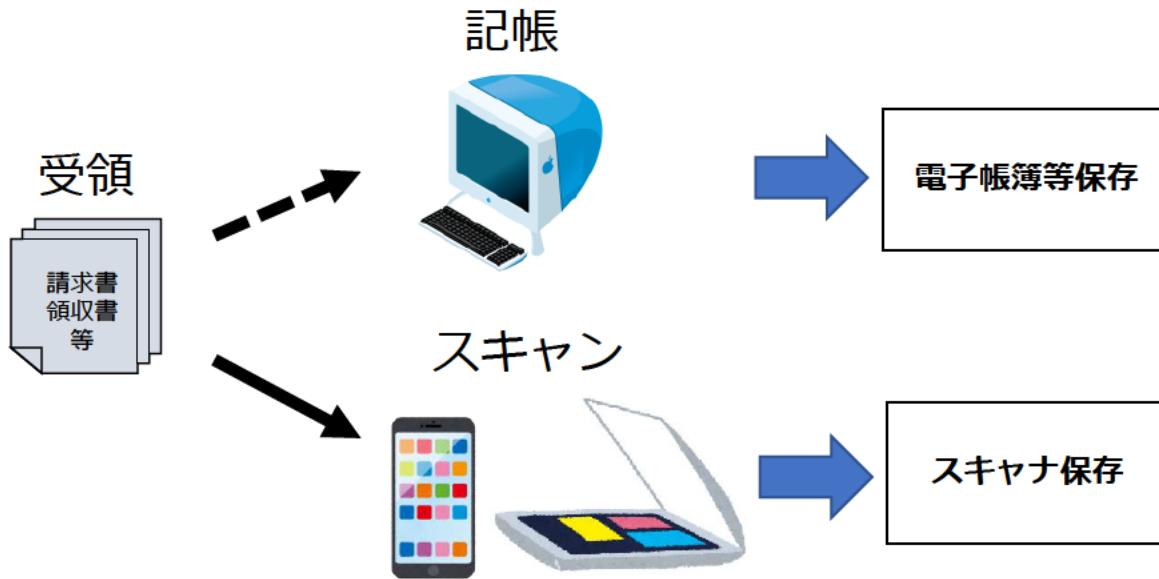 記帳
受領
請求書
領収書
等
電子帳簿等保存
スキャン
スキャナ保存